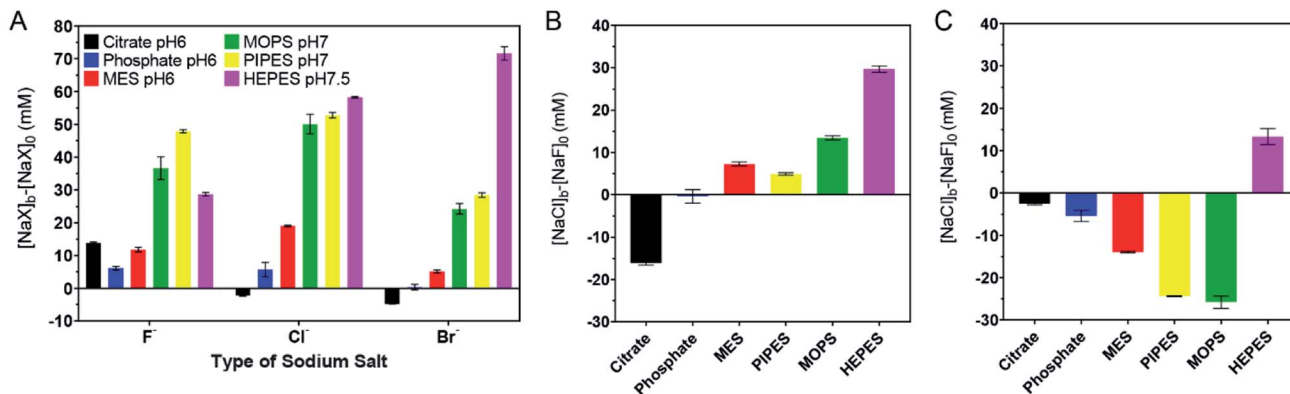 A
Citrate pH6
Phosphate pH6
MES pH6
MOPS pH7
PIPES pH7
HEPES pH7.5
[NaX]b-[NaX]0 (mM)
80
70
60
50
40
30
20
10
0
-10
F-
Cl-
Br-
Type of Sodium Salt
B
[NaCl]b-[NaF]0 (mM)
40
30
20
10
0
-10
-20
-30
Citrate
Phosphate
MES
PIPES
MOPS
HEPES
C
[NaCl]b-[NaF]0 (mM)
40
30
20
10
0
-10
-20
-30
Citrate
Phosphate
MES
PIPES
MOPS
HEPES